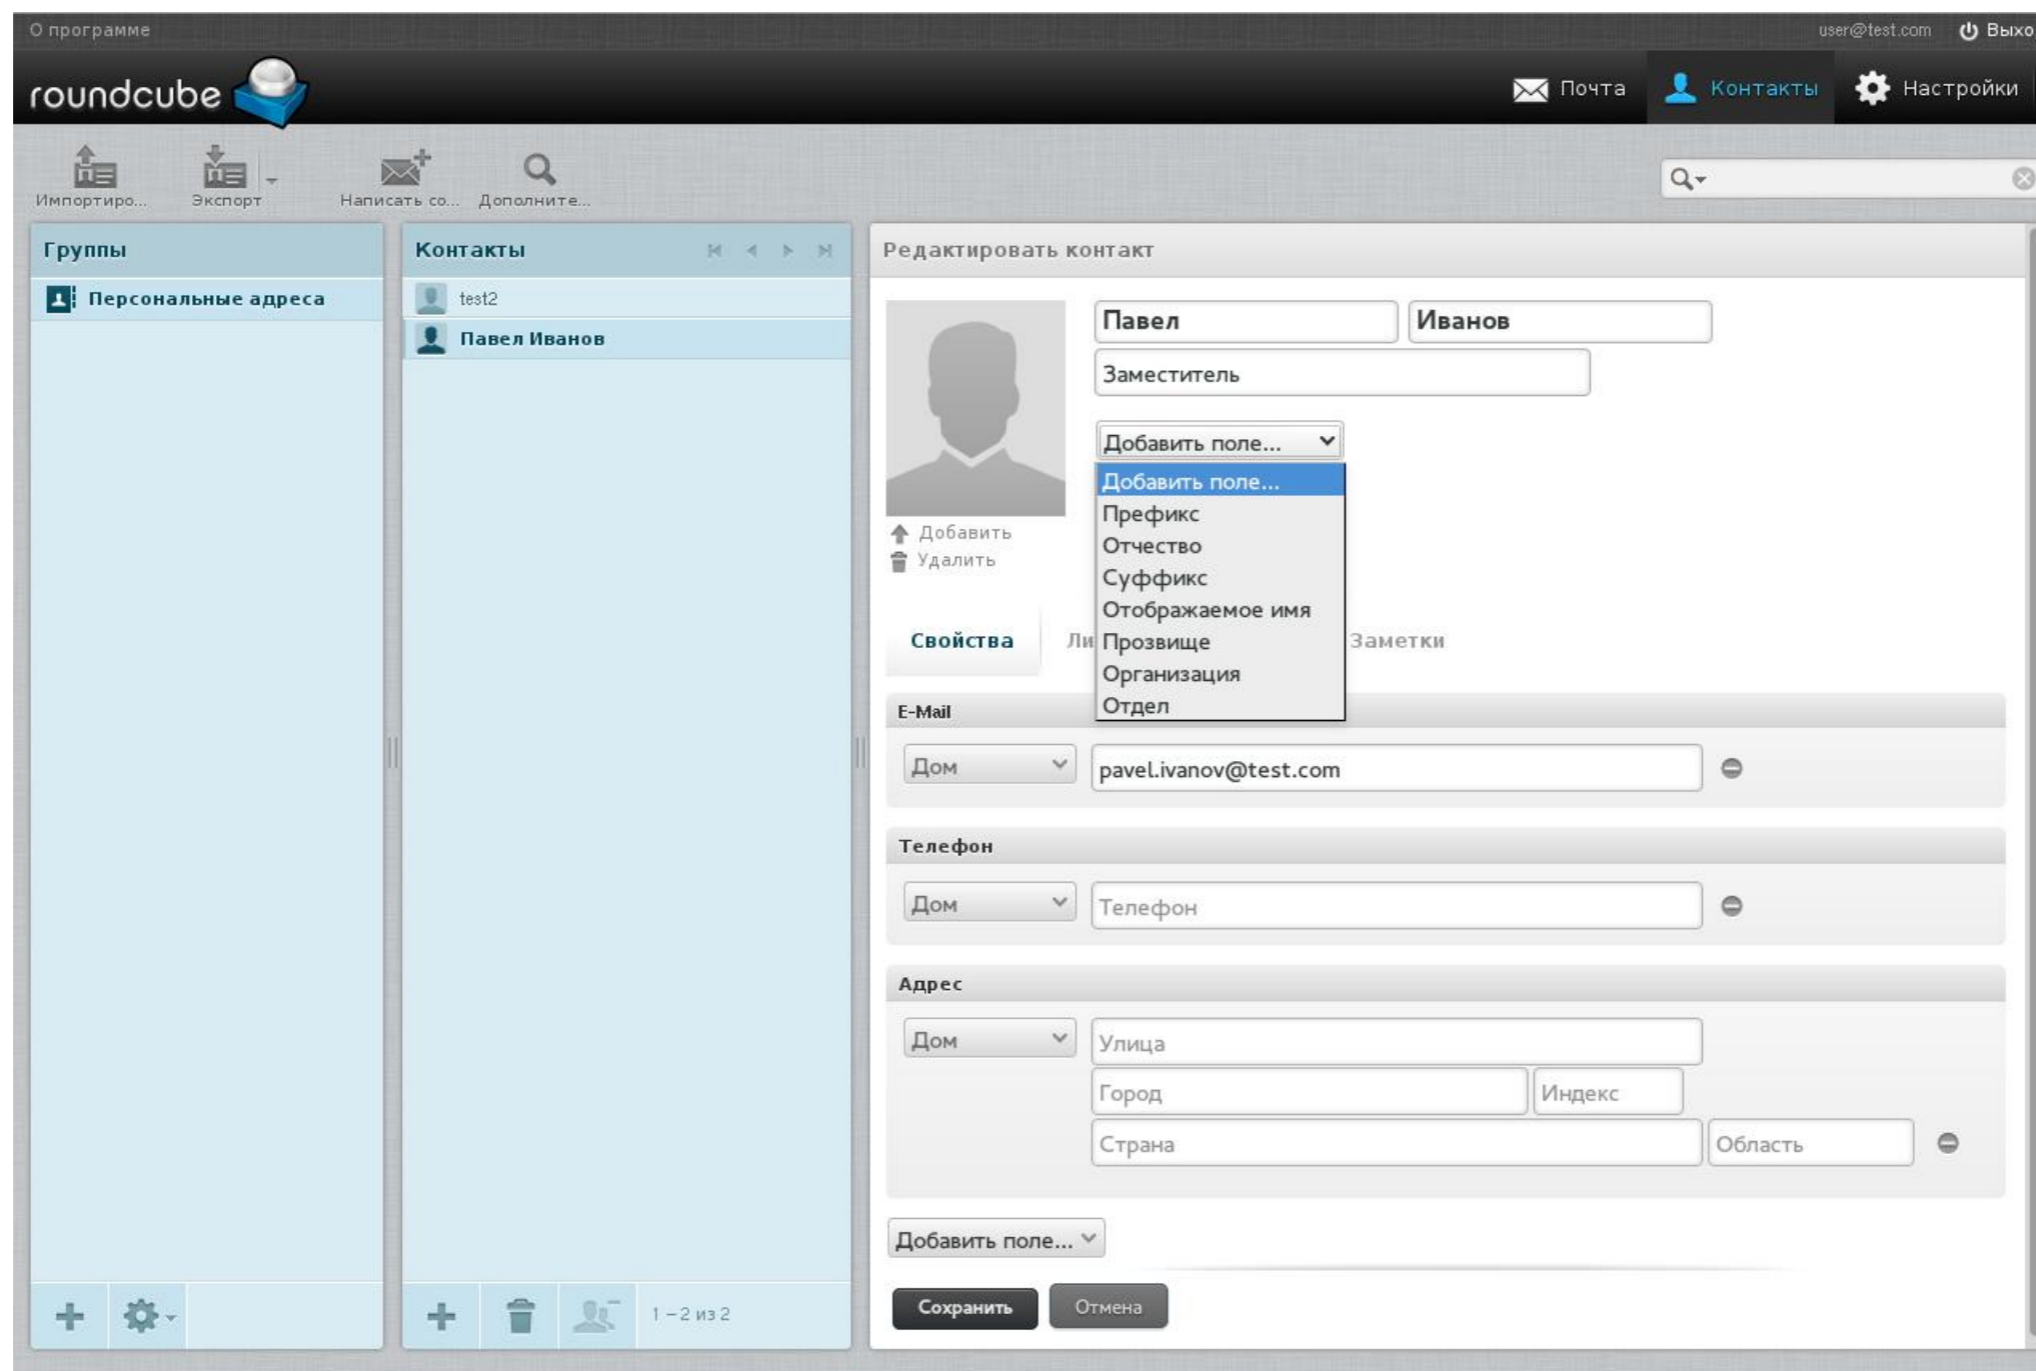 О программе
user@test.com Выхо
roundcube
Почта Контакты Настройки
Импортиро... Экспорт Написать со... Дополните...
Группы
Персональные адреса
Контакты
test2
Павел Иванов
1 – 2 из 2
Редактировать контакт
Павел Иванов
Заместитель
Добавить поле...
Добавить поле...
Префикс
Отчество
Суффикс
Отображаемое имя
Прозвище
Организация
Отдел
Добавить
Удалить
Свойства Ли Заметки
E-Mail
Дом pavel.ivanov@test.com
Телефон
Дом Телефон
Адрес
Дом Улица
Город Индекс
Страна Область
Добавить поле...
Сохранить Отмена